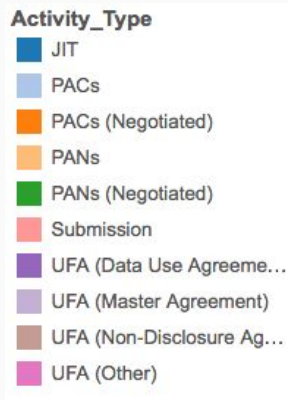 Activity_Type
JIT
PACs
PACs (Negotiated)
PANs
PANs (Negotiated)
Submission
UFA (Data Use Agreeme...
UFA (Master Agreement)
UFA (Non-Disclosure Ag...
UFA (Other)